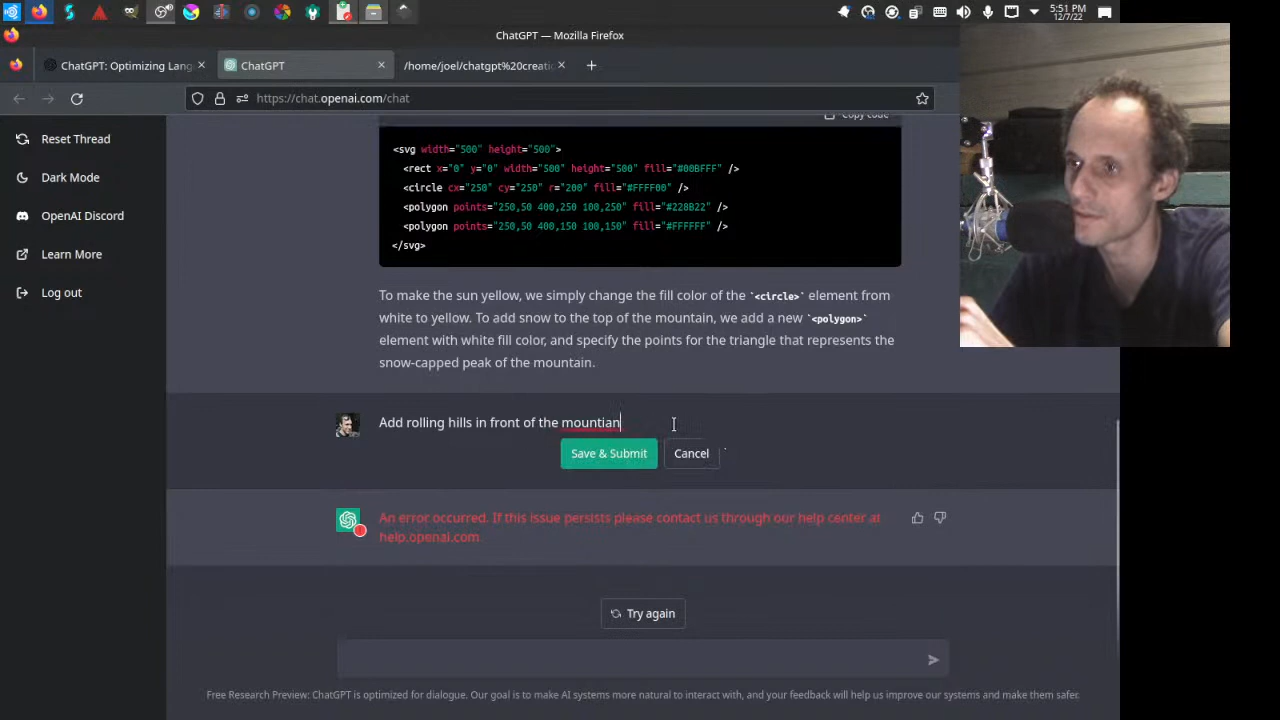 5:51 PM
12/7/22
ChatGPT — Mozilla Firefox
ChatGPT: Optimizing Lang
ChatGPT
/home/joel/chatgpt%20creatic
https://chat.openai.com/chat
Reset Thread
Dark Mode
OpenAI Discord
Learn More
Log out
Copy code
<svg width="500" height="500">
<rect x="0" y="0" width="500" height="500" fill="#00BFFF" />
<circle cx="250" cy="250" r="200" fill="#FFFF00" />
<polygon points="250,50 400,250 100,250" fill="#228B22" />
<polygon points="250,50 400,150 100,150" fill="#FFFFFF" />
</svg>
To make the sun yellow, we simply change the fill color of the `<circle>` element from
white to yellow. To add snow to the top of the mountain, we add a new `<polygon>`
element with white fill color, and specify the points for the triangle that represents the
snow-capped peak of the mountain.
Add rolling hills in front of the mountian
Save & Submit
Cancel
An error occurred. If this issue persists please contact us through our help center at
help.openai.com.
Try again
Free Research Preview: ChatGPT is optimized for dialogue. Our goal is to make AI systems more natural to interact with, and your feedback will help us improve our systems and make them safer.